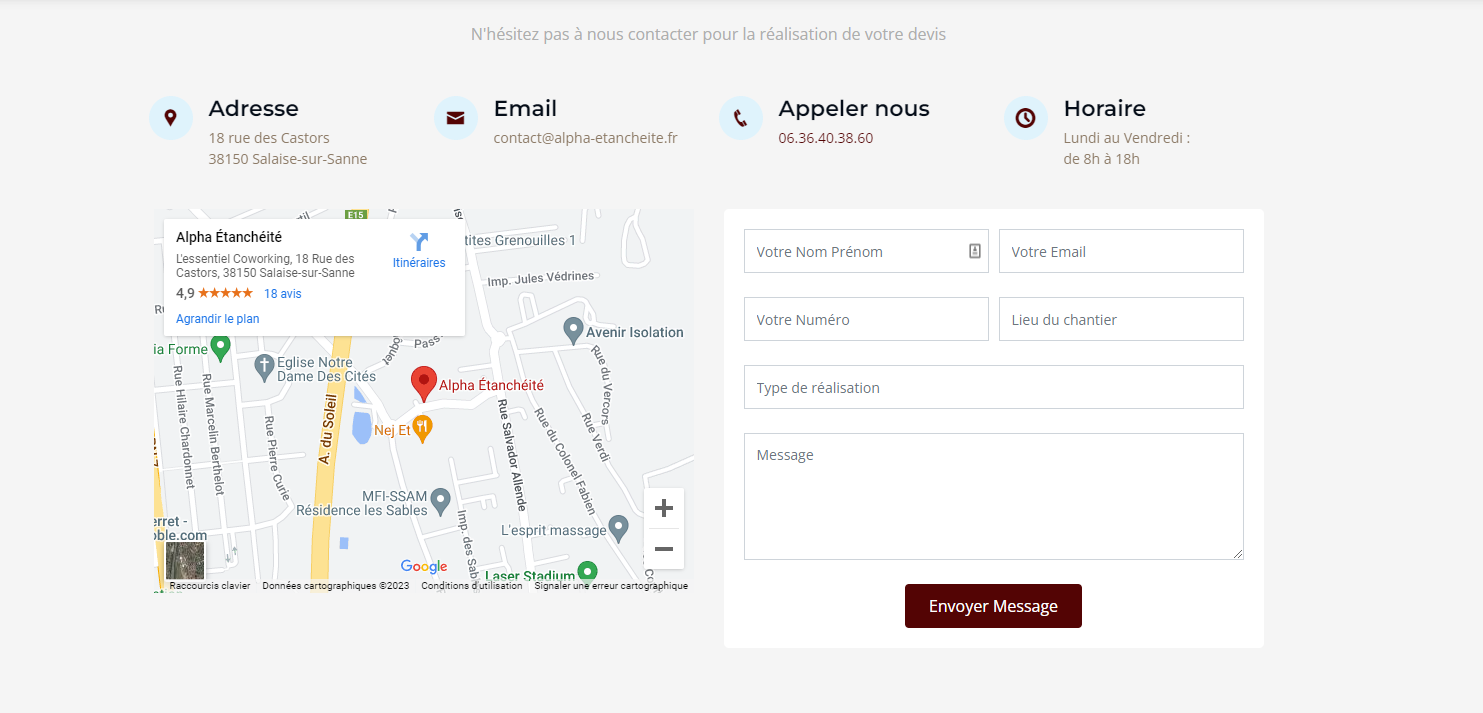 N'hésitez pas à nous contacter pour la réalisation de votre devis
Adresse
18 rue des Castors
38150 Salaise-sur-Sanne
Email
contact@alpha-etancheite.fr
Appeler nous
06.36.40.38.60
Horaire
Lundi au Vendredi :
de 8h à 18h
E15
Alpha Étanchéité
L'essentiel Coworking, 18 Rue des
Castors, 38150 Salaise-sur-Sanne
4,9
18 avis
Agrandir le plan
Itinéraires
tites Grenouilles 1
Imp. Jules Védrines
Avenir Isolation
Pass
ia Forme
Eglise Notre
Dame Des Cités
Alpha Étanchéité
Nej Et
A. du Soleil
Rue Hilaire Chardonnet
Rue Marcelin Berthelot
Rue Pierre Curie
Rue Salvador Allende
Rue du Colonel Fabien
Rue Verdi
Rue du Vercors
MFI-SSAM
Résidence les Sables
Imp. des Sab
L'esprit massage
erret -
oble.com
Laser Stadium
Google
Raccourcis clavier
Données cartographiques ©2023
Conditions d'utilisation
Signaler une erreur cartographique
Votre Nom Prénom
Votre Email
Votre Numéro
Lieu du chantier
Type de réalisation
Message
Envoyer Message